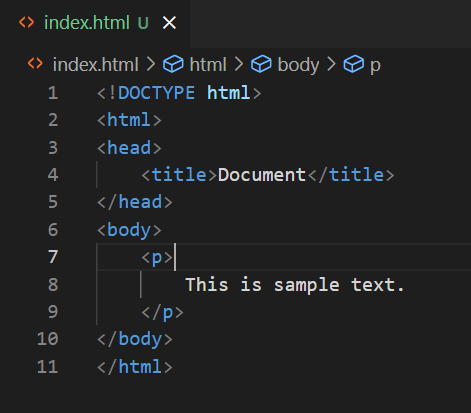 index.html U ×
index.html > html > body > p
1 <!DOCTYPE html>
2 <html>
3 <head>
4     <title>Document</title>
5 </head>
6 <body>
7     <p>
8         This is sample text.
9     </p>
10 </body>
11 </html>